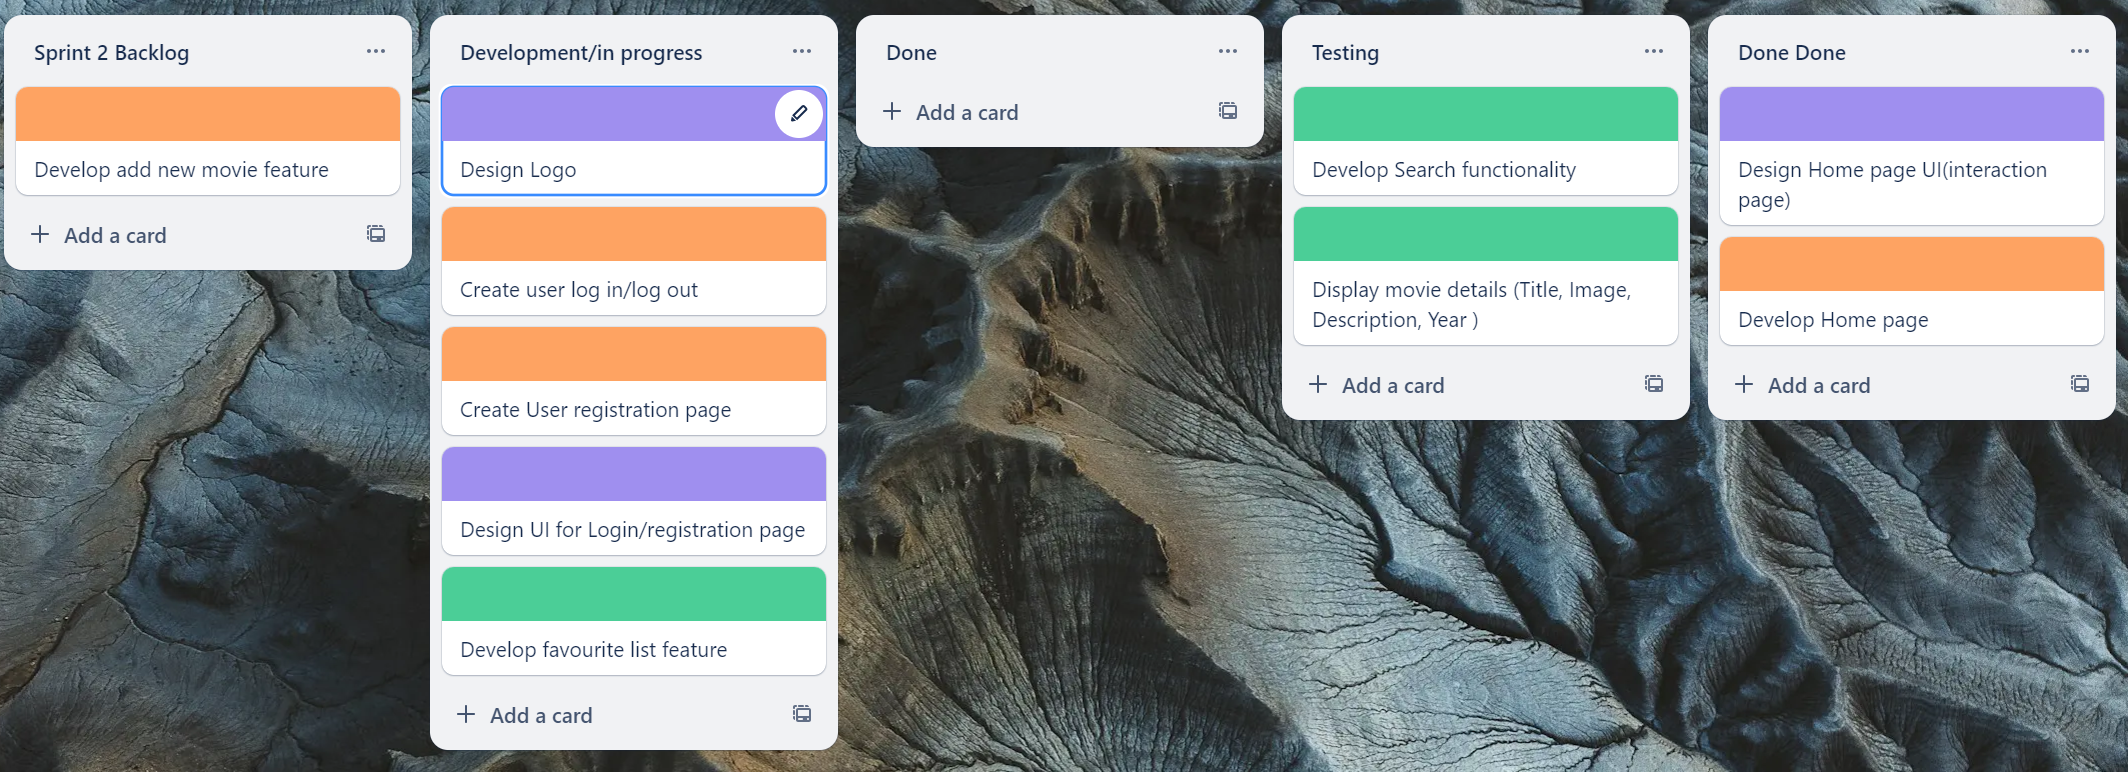 Sprint 2 Backlog
Develop add new movie feature
Add a card
Development/in progress
Design Logo
Create user log in/log out
Create User registration page
Design UI for Login/registration page
Develop favourite list feature
Add a card
Done
Add a card
Testing
Develop Search functionality
Display movie details (Title, Image,
Description, Year )
Add a card
Done Done
Design Home page UI(interaction
page)
Develop Home page
Add a card